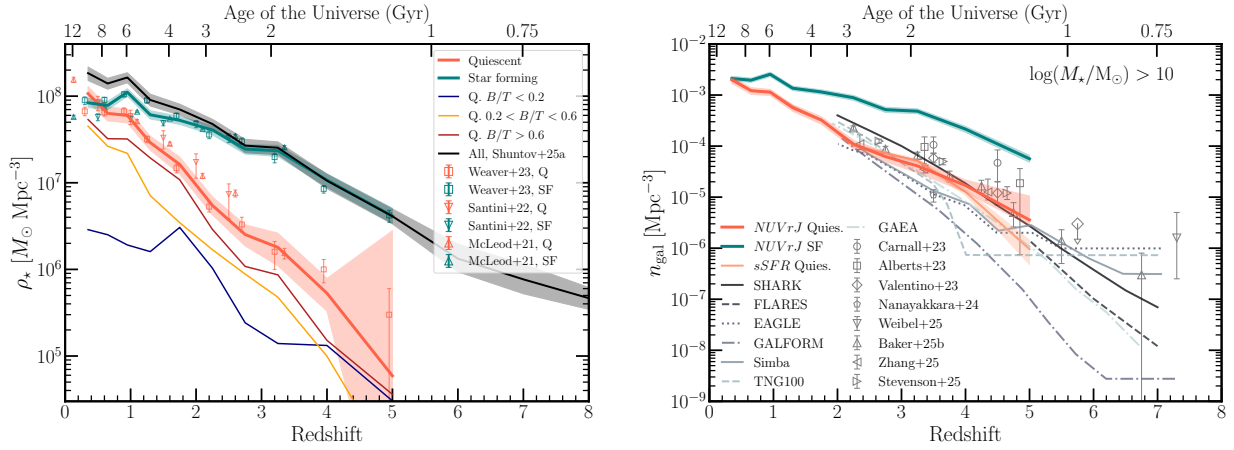 Age of the Universe (Gyr)
12 8 6 4 3 2 1 0.75
10^8
10^7
10^6
10^5
ρ⋆ [M⊙ Mpc⁻³]
Quiescent
Star forming
Q. B/T < 0.2
Q. 0.2 < B/T < 0.6
Q. B/T > 0.6
All, Shuntov+25a
Weaver+23, Q
Weaver+23, SF
Santini+22, Q
Santini+22, SF
McLeod+21, Q
McLeod+21, SF
0 1 2 3 4 5 6 7 8
Redshift
Age of the Universe (Gyr)
12 8 6 4 3 2 1 0.75
10⁻²
10⁻³
10⁻⁴
10⁻⁵
10⁻⁶
10⁻⁷
10⁻⁸
10⁻⁹
n_gal [Mpc⁻³]
log(M⋆/M⊙) > 10
NUVrJ Quies.
NUVrJ SF
sSFR Quies.
SHARK
FLARES
EAGLE
GALFORM
Simba
TNG100
GAEA
Carnall+23
Alberts+23
Valentino+23
Nanayakkara+24
Weibel+25
Baker+25b
Zhang+25
Stevenson+25
0 1 2 3 4 5 6 7 8
Redshift